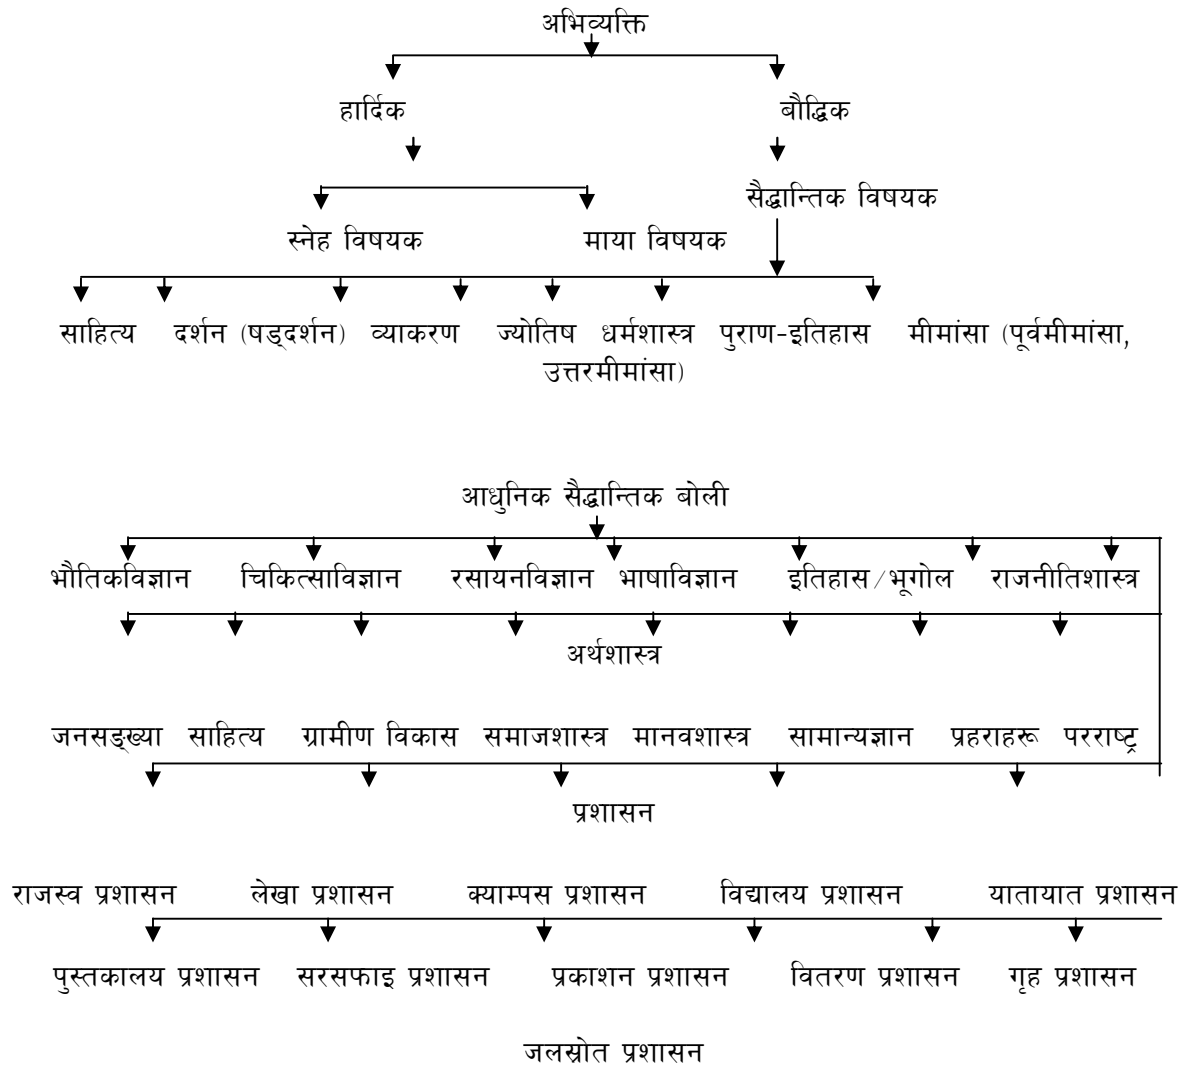 अभिव्यक्ति
हार्दिक बौद्धिक
सैद्धान्तिक विषयक
स्नेह विषयक माया विषयक
साहित्य दर्शन (षड्दर्शन) व्याकरण ज्योतिष धर्मशास्त्र पुराण-इतिहास मीमांसा (पूर्वमीमांसा,
उत्तरमीमांसा)
आधुनिक सैद्धान्तिक बोली
भौतिकविज्ञान चिकित्साविज्ञान रसायनविज्ञान भाषाविज्ञान इतिहास/भूगोल राजनीतिशास्त्र
अर्थशास्त्र
जनसङ्ख्या साहित्य ग्रामीण विकास समाजशास्त्र मानवशास्त्र सामान्यज्ञान प्रहराहरू परराष्ट्र
प्रशासन
राजस्व प्रशासन लेखा प्रशासन क्याम्पस प्रशासन विद्यालय प्रशासन यातायात प्रशासन
पुस्तकालय प्रशासन सरसफाइ प्रशासन प्रकाशन प्रशासन वितरण प्रशासन गृह प्रशासन
जलस्रोत प्रशासन